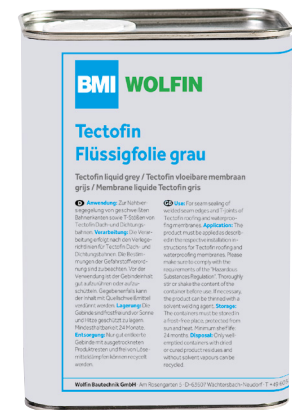 BMI WOLFIN
Tectofin
Flüssigfolie grau
Tectofin liquid grey / Tectofin vloeibare membraan
grijs / Membrane liquide Tectofin gris
D Anwendung: Zur Nahtver-
siegegelung von geschweißten
Bahnenkanten sowie T-Stößen von
Tectofin Dach- und Dichtungs-
bahnen. Verarbeitung: Die Verar-
beitung erfolgt nach den Verlege-
richtlinien für Tectofin Dach- und
Dichtungsbahnen. Die Bestim-
mungen der Gefahrstoffverord-
nung sind zu beachten. Vor der
Verwendung ist der Gebindeinhalt
gut aufzurühren oder aufzu-
schütteln. Gegebenenfalls kann
der Inhalt mit Quellschweißmittel
verdünnt werden. Lagerung: Die
Gebinde sind frostfrei und vor Sonne
und Hitze geschützt zu lagern.
Mindesthaltbarkeit 24 Monate.
Entsorgung: Nur gut entleerte
Gebinde mit ausgetrockneten
Produktresten und frei von Löse-
mitteldämpfen können recycelt
werden.
GB Use: For seam sealing of
welded seam edges and T-joints of
Tectofin roofing and waterproo-
fing membranes. Application: This
product must be applied as describ-
ed in the respective installation in-
structions for Tectofin roofing and
waterproofing membranes. Please
make sure to comply with the
requirements of the "Hazardous
Substances Regulation". Thoroughly
stir or shake the content of the
container before use. If necessary,
the product can be thinned with a
solvent welding agent. Storage:
The containers must be stored in
a frost-free place, protected from
sun and heat. Minimum shelf life:
24 months. Disposal: Only well-
emptied containers with dried
or cured product residues and
without solvent vapours can be
recycled.
Wolfin Bautechnik GmbH · Am Rosengarten 5 · D-63607 Wächtersbach-Neudorf · T +49 60